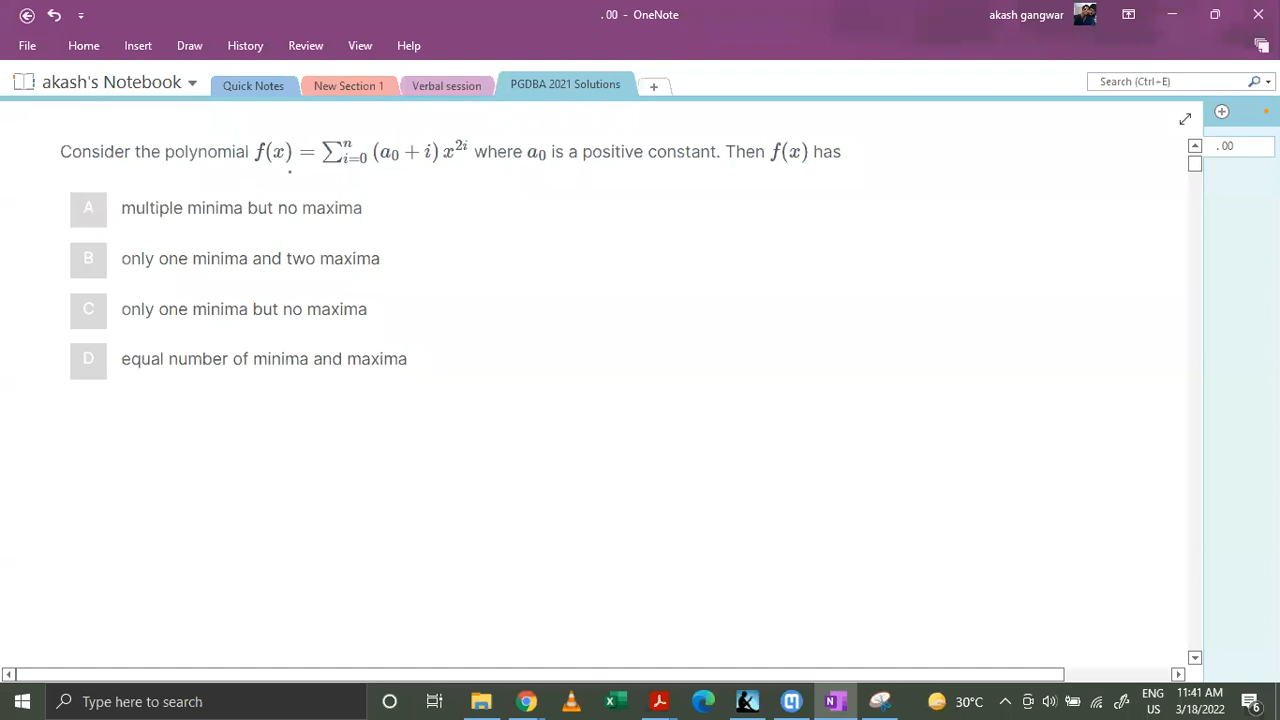 . 00 - OneNote
akash gangwar
File Home Insert Draw History Review View Help
akash's Notebook Quick Notes New Section 1 Verbal session PGDBA 2021 Solutions
Search (Ctrl+E)
. 00
Consider the polynomial f(x) = ∑ⁿᵢ₌₀ (a₀ + i) x²ⁱ where a₀ is a positive constant. Then f(x) has
A multiple minima but no maxima
B only one minima and two maxima
C only one minima but no maxima
D equal number of minima and maxima
Type here to search
30°C
ENG
US
11:41 AM
3/18/2022
6